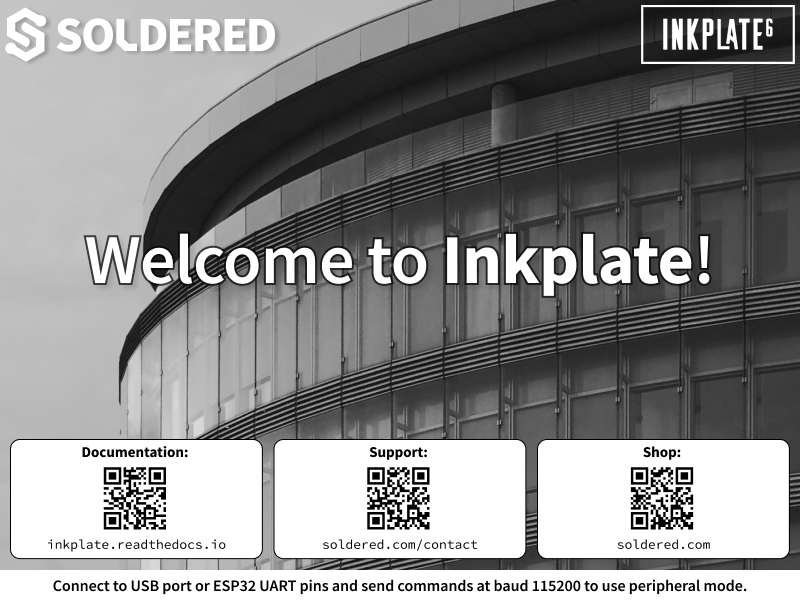 SOLDERED
INKPLATE6
Welcome to Inkplate!
Documentation:
inkplate.readthedocs.io
Support:
soldered.com/contact
Shop:
soldered.com
Connect to USB port or ESP32 UART pins and send commands at baud 115200 to use peripheral mode.